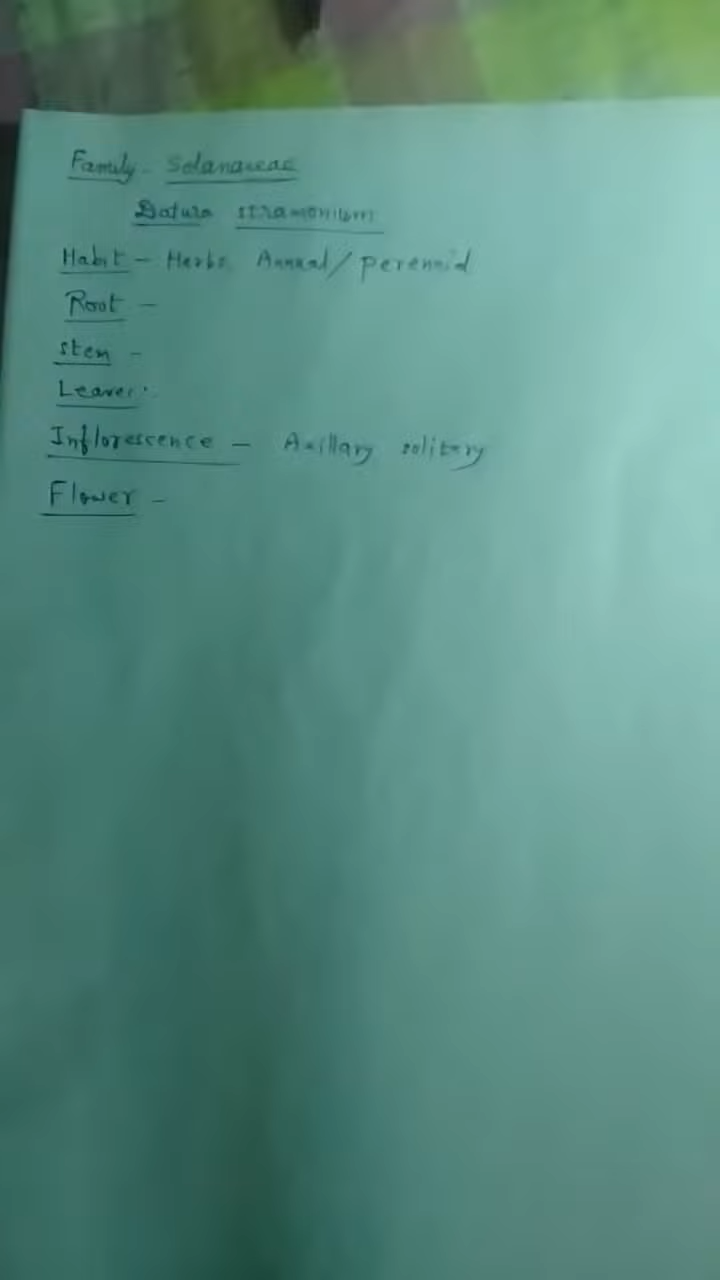 Family - Solanaceae
Datura stramonium
Habit - Herbs, Annual/perennial
Root -
Stem -
Leaves:
Inflorescence - Axillary solitary
Flower -